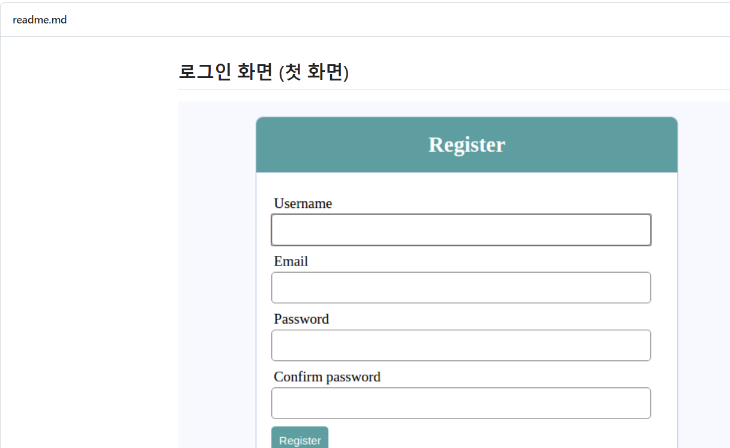 readme.md
로그인 화면 (첫 화면)
Register
Username
Email
Password
Confirm password
Register